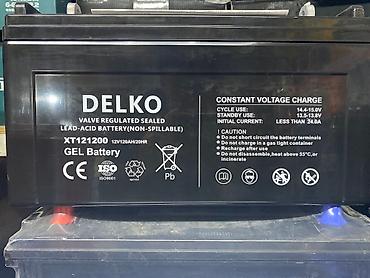 DELKO
VALVE REGULATED SEALED
LEAD-ACID BATTERY(NON-SPILLABLE)
XT121200 12V120AH/20HR
GEL Battery
CE
ISO
Pb
CONSTANT VOLTAGE CHARGE
CYCLE USE: 14.4-15.0V
STANDBY USE: 13.5-13.8V
INITIAL CURRENT: LESS THAN 24.0A
! CAUTION
Do not short circuit the battery terminals
Do not charge in a gas tight container
Recharge after use
Do not disassemble,heat above 55°C,or
incinerate